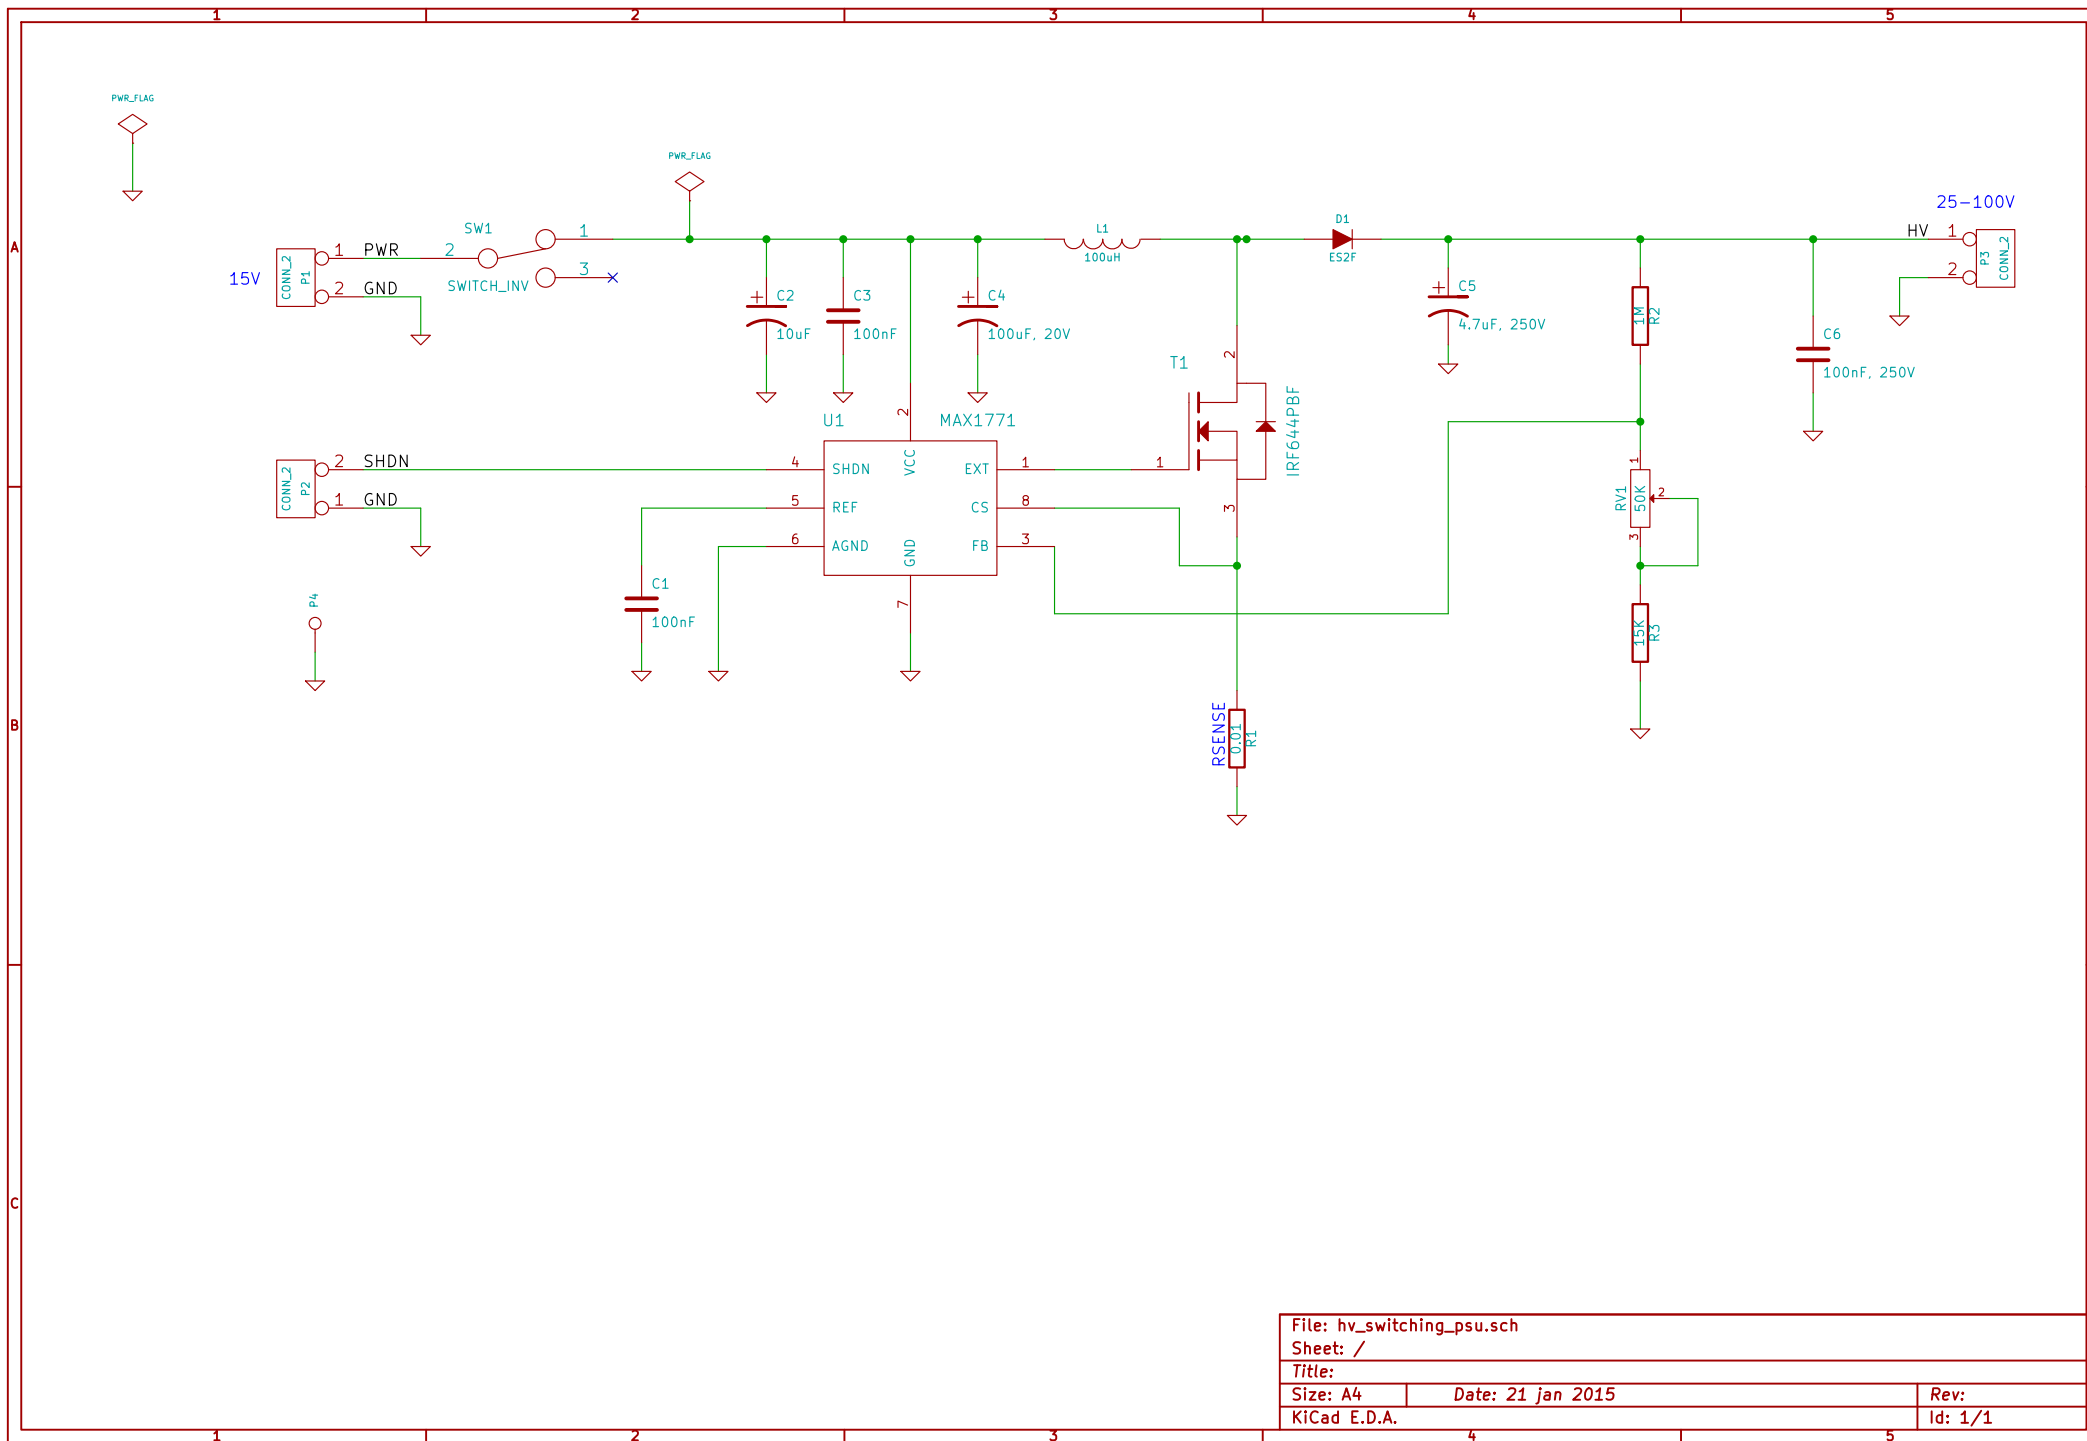 1 2 3 4 5
A
B
C
PWR_FLAG
PWR_FLAG
15V
CONN_2
P1
1 PWR
2 GND
SW1
2
1
3
SWITCH_INV
C2
10uF
C3
100nF
C4
100uF, 20V
L1
100uH
D1
ES2F
C5
4.7uF, 250V
1M
R2
C6
100nF, 250V
25-100V
HV 1
2
P3
CONN_2
T1
2
1
3
IRF644PBF
U1
MAX1771
2
VCC
4 SHDN
5 REF
6 AGND
GND
7
EXT 1
CS 8
FB 3
CONN_2
P2
2 SHDN
1 GND
P4
C1
100nF
RV1
50K
1
2
3
15K
R3
RSENSE
0.01
R1
File: hv_switching_psu.sch
Sheet: /
Title:
Size: A4 Date: 21 jan 2015 Rev:
KiCad E.D.A. Id: 1/1
1 2 3 4 5